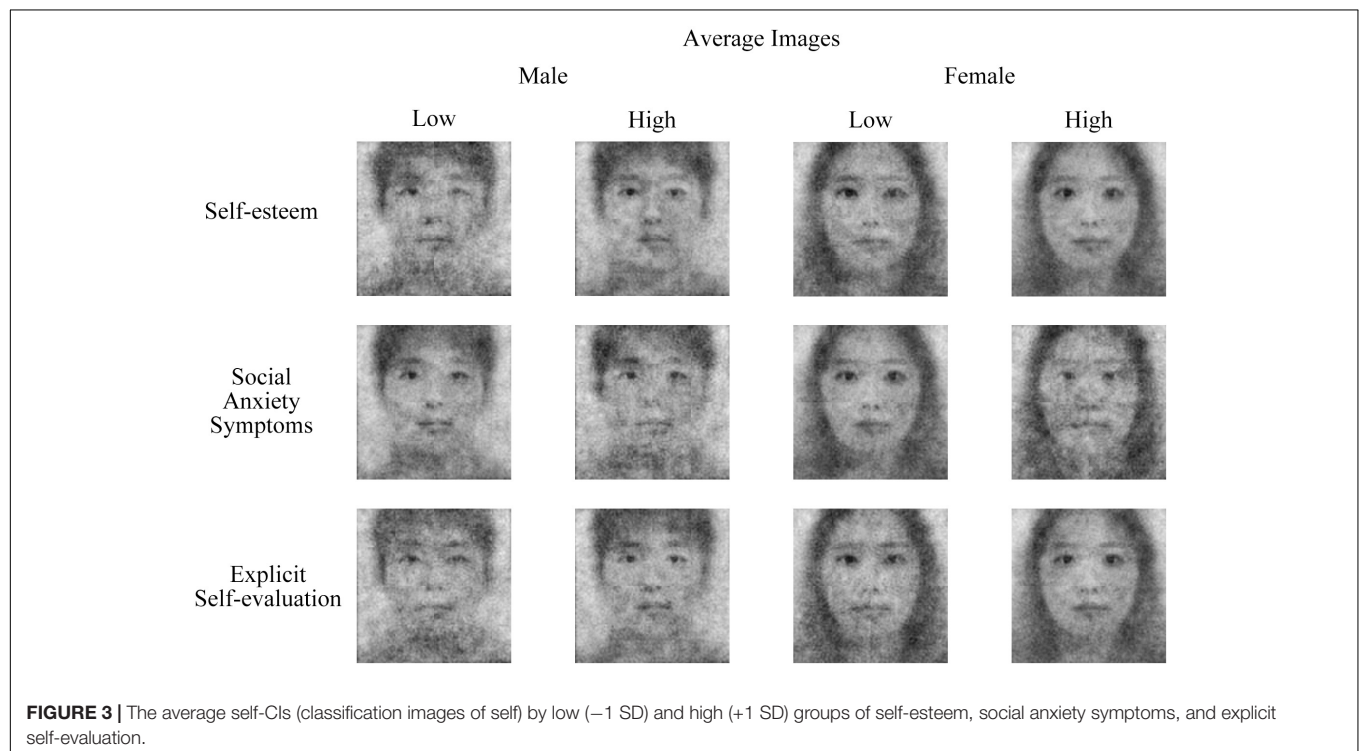 Average Images
Male Female
Low High Low High
Self-esteem
Social
Anxiety
Symptoms
Explicit
Self-evaluation
FIGURE 3 | The average self-CIs (classification images of self) by low (−1 SD) and high (+1 SD) groups of self-esteem, social anxiety symptoms, and explicit
self-evaluation.